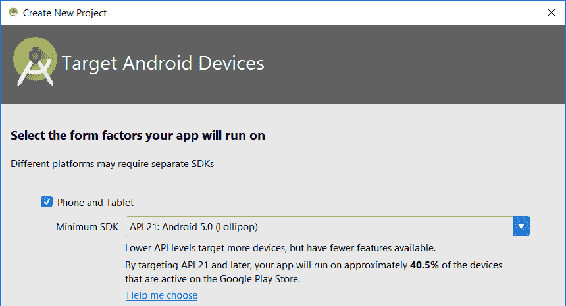 Create New Project
Target Android Devices
Select the form factors your app will run on
Different platforms may require separate SDKs
Phone and Tablet
Minimum SDK API 21: Android 5.0 (Lollipop)
Lower API levels target more devices, but have fewer features available.
By targeting API 21 and later, your app will run on approximately 40.5% of the devices
that are active on the Google Play Store.
Help me choose